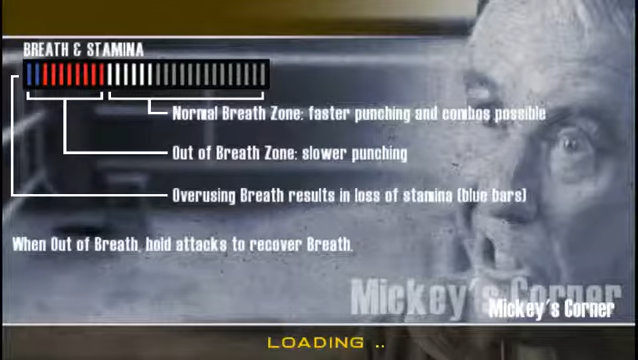 BREATH & STAMINA
Normal Breath Zone: faster punching and combos possible
Out of Breath Zone: slower punching
Overusing Breath results in loss of stamina (blue bars)
When Out of Breath, hold attacks to recover Breath.
Mickey's Corner
Mickey's Corner
LOADING ..